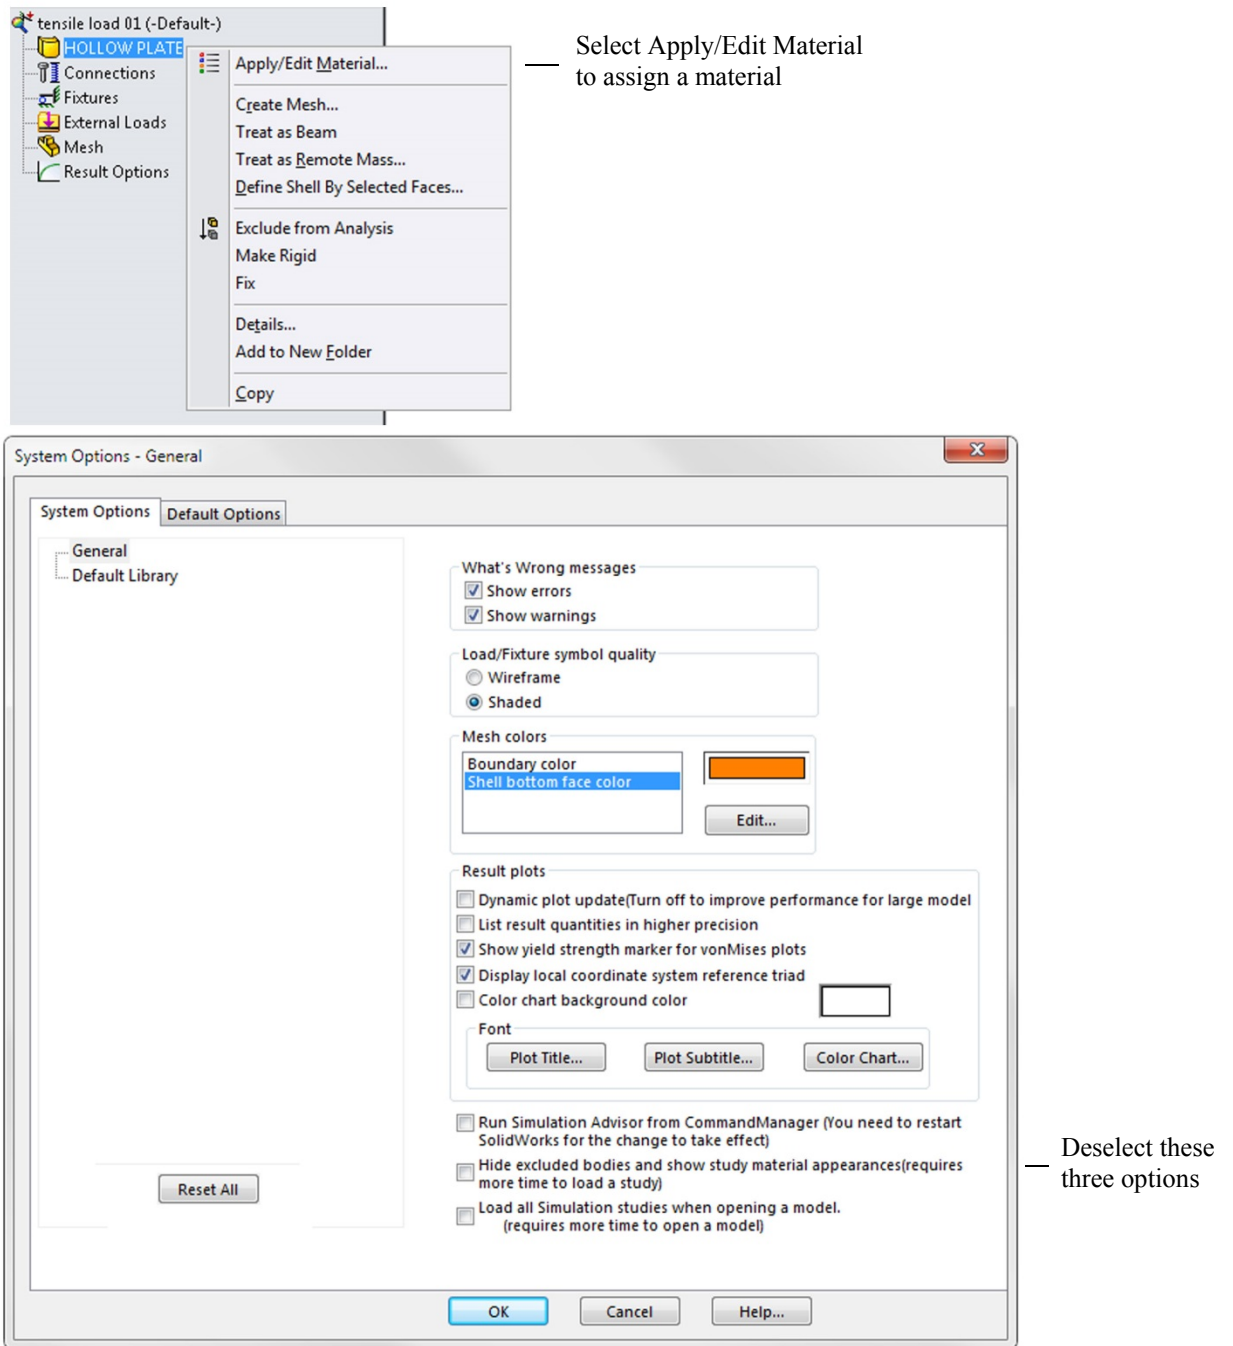 tensile load 01 (-Default-)
HOLLOW PLATE
Connections
Fixtures
External Loads
Mesh
Result Options
Apply/Edit Material...
Create Mesh...
Treat as Beam
Treat as Remote Mass...
Define Shell By Selected Faces...
Exclude from Analysis
Make Rigid
Fix
Details...
Add to New Folder
Copy
Select Apply/Edit Material
to assign a material
System Options - General
System Options
Default Options
General
Default Library
Reset All
What's Wrong messages
Show errors
Show warnings
Load/Fixture symbol quality
Wireframe
Shaded
Mesh colors
Boundary color
Shell bottom face color
Edit...
Result plots
Dynamic plot update(Turn off to improve performance for large model
List result quantities in higher precision
Show yield strength marker for vonMises plots
Display local coordinate system reference triad
Color chart background color
Font
Plot Title...
Plot Subtitle...
Color Chart...
Run Simulation Advisor from CommandManager (You need to restart
SolidWorks for the change to take effect)
Hide excluded bodies and show study material appearances(requires
more time to load a study)
Load all Simulation studies when opening a model.
(requires more time to open a model)
Deselect these
three options
OK
Cancel
Help...